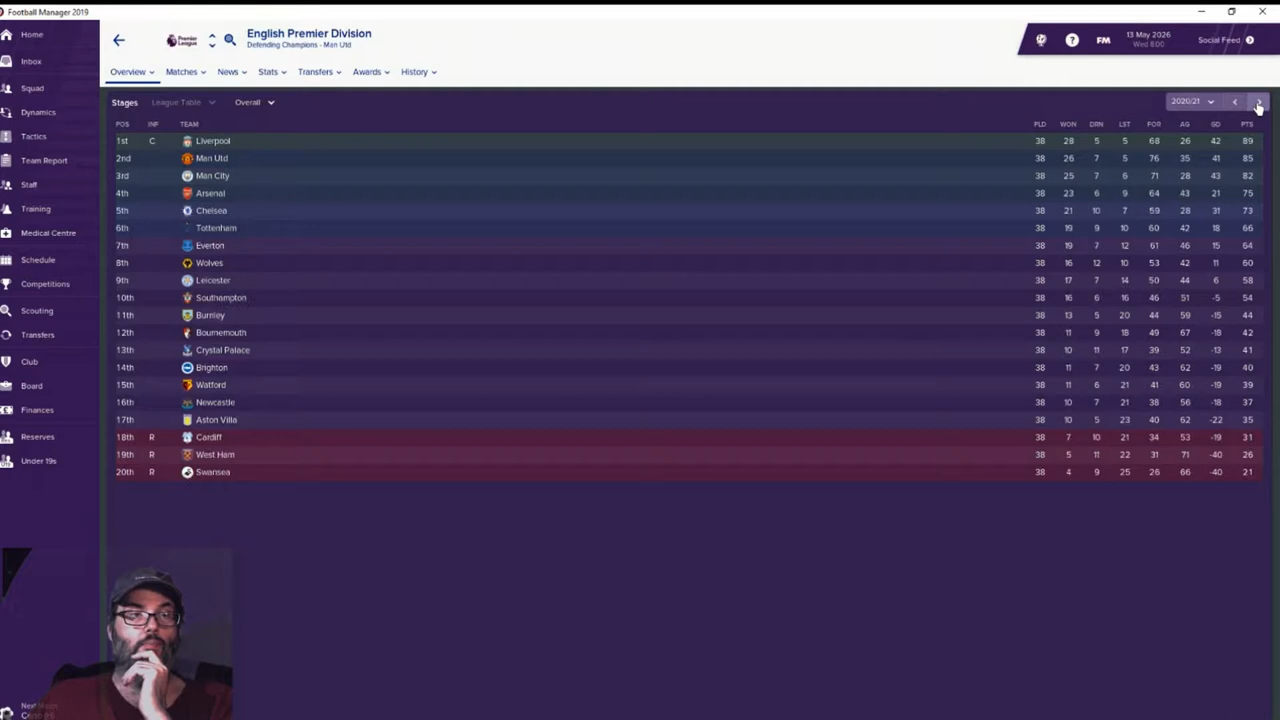 Football Manager 2019
Home
Inbox
Squad
Dynamics
Tactics
Team Report
Staff
Training
Medical Centre
Schedule
Competitions
Scouting
Transfers
Club
Board
Finances
Reserves
Under 19s
Premier League
English Premier Division
Defending Champions - Man Utd
FM
13 May 2026
Wed 8:00
Social Feed
Overview Matches News Stats Transfers Awards History
Stages League Table Overall 2020/21
POS INF TEAM PLD WON DRN LST FOR AG GD PTS
1st C Liverpool 38 28 5 5 68 26 42 89
2nd Man Utd 38 26 7 5 76 35 41 85
3rd Man City 38 25 7 6 71 28 43 82
4th Arsenal 38 23 6 9 64 43 21 75
5th Chelsea 38 21 10 7 59 28 31 73
6th Tottenham 38 19 9 10 60 42 18 66
7th Everton 38 19 7 12 61 46 15 64
8th Wolves 38 16 12 10 53 42 11 60
9th Leicester 38 17 7 14 50 44 6 58
10th Southampton 38 16 6 16 46 51 -5 54
11th Burnley 38 13 5 20 44 59 -15 44
12th Bournemouth 38 11 9 18 49 67 -18 42
13th Crystal Palace 38 10 11 17 39 52 -13 41
14th Brighton 38 11 7 20 43 62 -19 40
15th Watford 38 11 6 21 41 60 -19 39
16th Newcastle 38 10 7 21 38 56 -18 37
17th Aston Villa 38 10 5 23 40 62 -22 35
18th R Cardiff 38 7 10 21 34 53 -19 31
19th R West Ham 38 5 11 22 31 71 -40 26
20th R Swansea 38 4 9 25 26 66 -40 21
Next